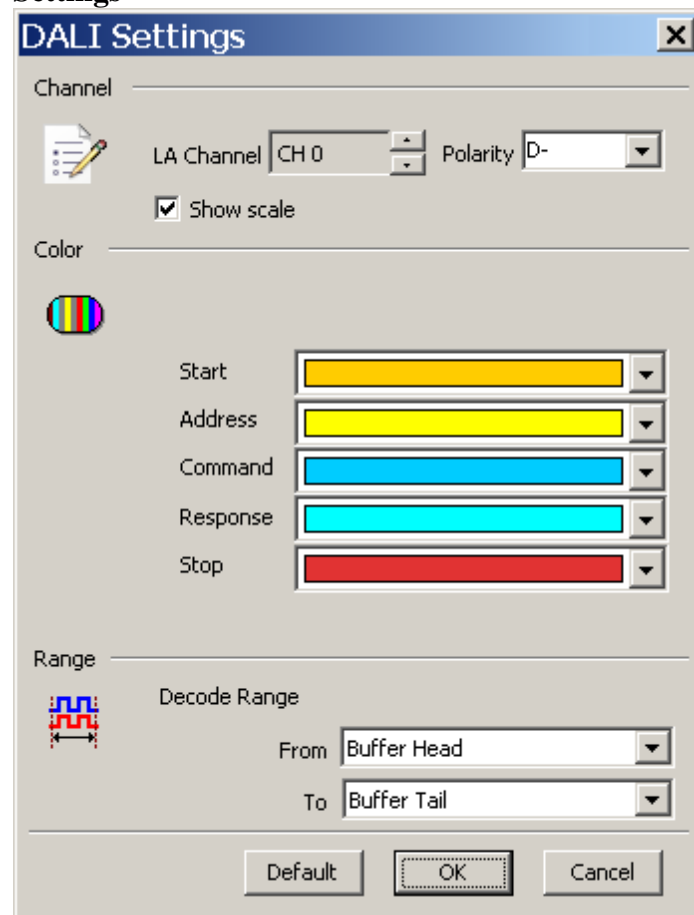 Settings
DALI Settings
Channel
LA Channel CH 0 Polarity D-
Show scale
Color
Start
Address
Command
Response
Stop
Range
Decode Range
From Buffer Head
To Buffer Tail
Default OK Cancel